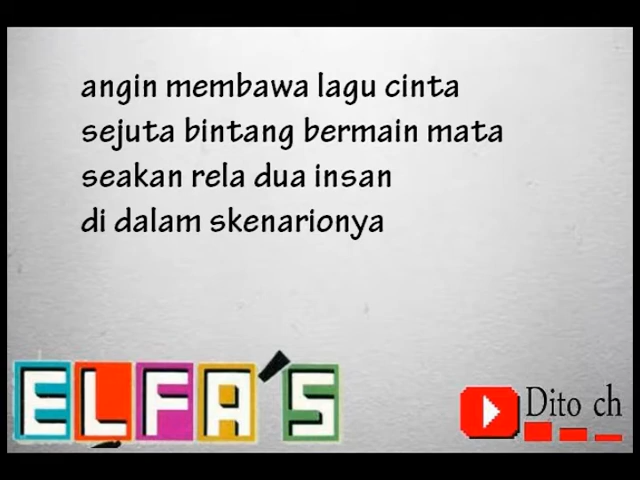 angin membawa lagu cinta
sejuta bintang bermain mata
seakan rela dua insan
di dalam skenarionya
ELFA'S
Dito ch